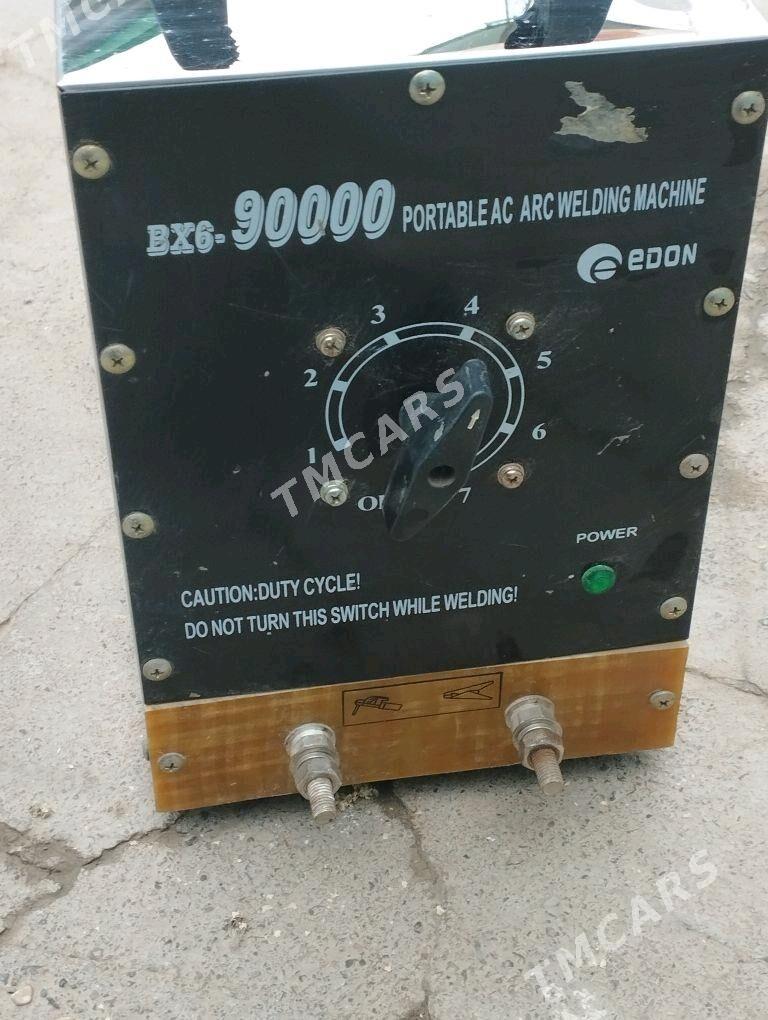 BX6-90000 PORTABLE AC ARC WELDING MACHINE
eDON
3 4
2 5
1 6
7
POWER
CAUTION:DUTY CYCLE!
DO NOT TURN THIS SWITCH WHILE WELDING!
TMCARS
TMCARS
TMCARS